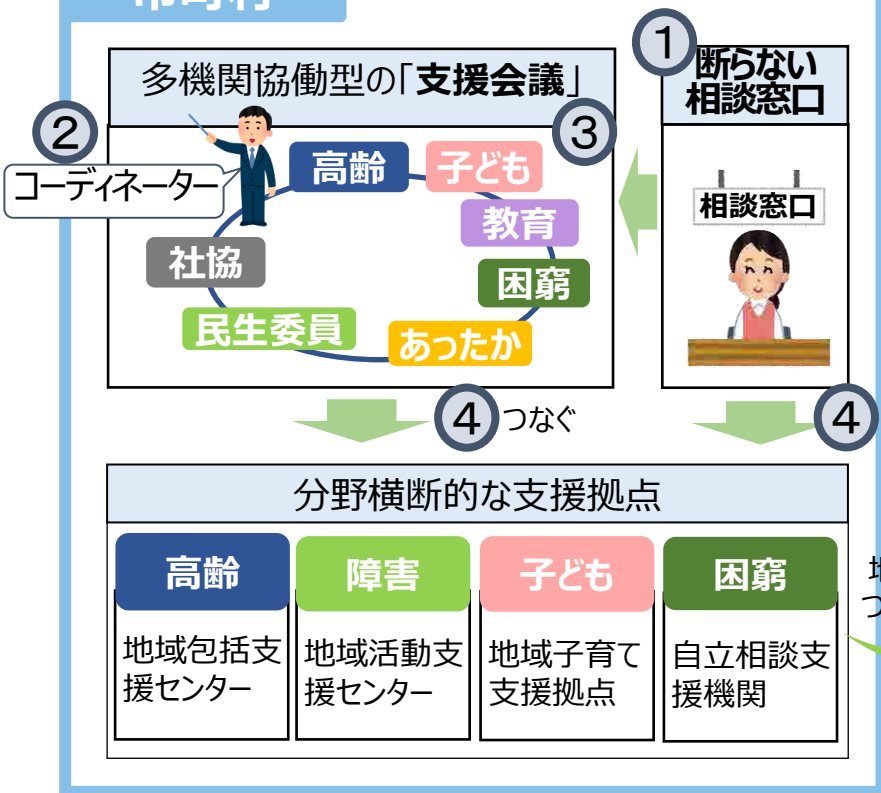 市町村
①
断らない
相談窓口
多機関協働型の「支援会議」
②
コーディネーター
③
高齢
子ども
教育
困窮
あったか
民生委員
社協
相談窓口
④ つなぐ
④
分野横断的な支援拠点
高齢
地域包括支
援センター
障害
地域活動支
援センター
子ども
地域子育て
支援拠点
困窮
自立相談支
援機関